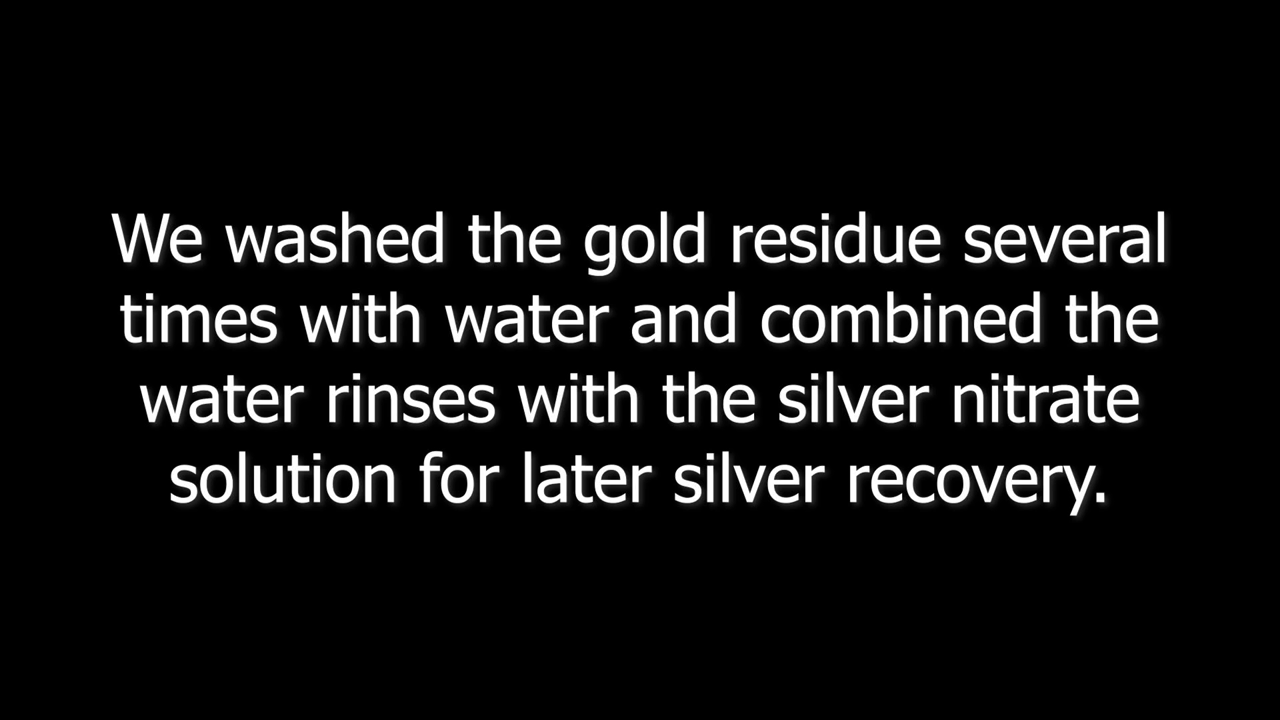 We washed the gold residue several
times with water and combined the
water rinses with the silver nitrate
solution for later silver recovery.